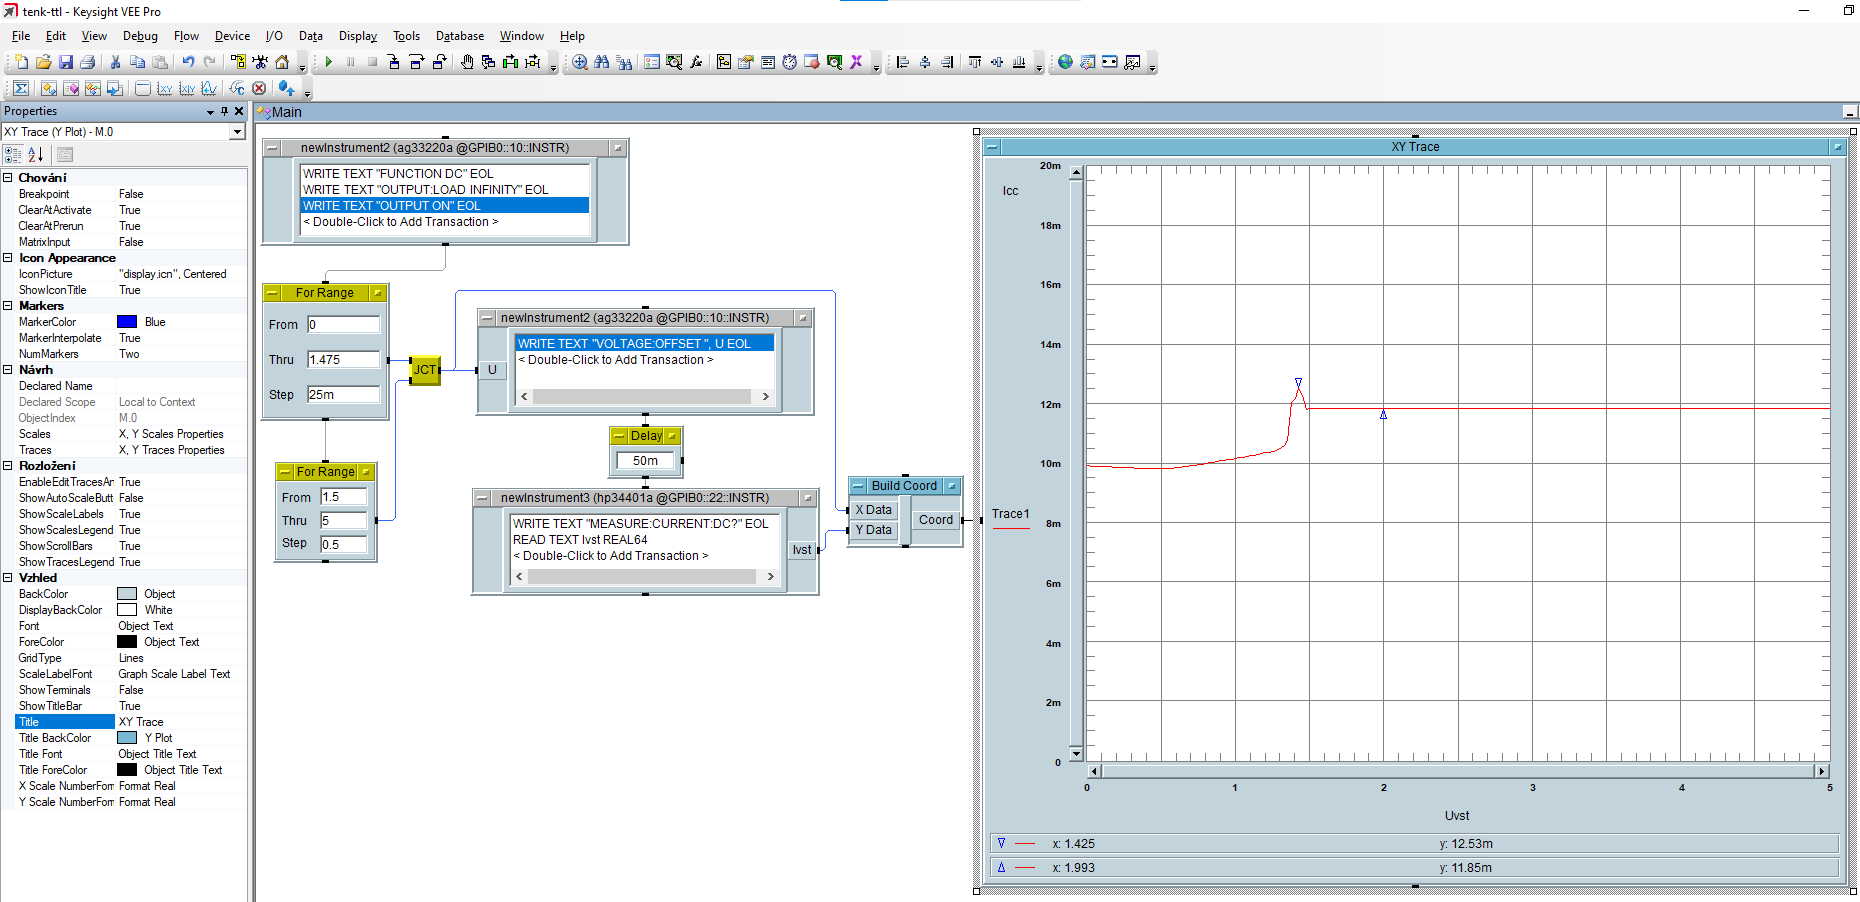 tenk-ttl - Keysight VEE Pro
File Edit View Debug Flow Device I/O Data Display Tools Database Window Help
Properties
XY Trace (Y Plot) - M.0
Chování
Breakpoint False
ClearAtActivate True
ClearAtPrerun True
MatrixInput False
Icon Appearance
IconPicture "display.icn", Centered
ShowIconTitle True
Markers
MarkerColor Blue
MarkerInterpolate True
NumMarkers Two
Návrh
Declared Name
Declared Scope Local to Context
ObjectIndex M.0
Scales X, Y Scales Properties
Traces X, Y Traces Properties
Rozložení
EnableEditTracesAr True
ShowAutoScaleButt False
ShowScaleLabels True
ShowScalesLegend True
ShowScrollBars True
ShowTracesLegend True
Vzhled
BackColor Object
DisplayBackColor White
Font Object Text
ForeColor Object Text
GridType Lines
ScaleLabelFont Graph Scale Label Text
ShowTerminals False
ShowTitleBar True
Title XY Trace
Title BackColor Y Plot
Title Font Object Title Text
Title ForeColor Object Title Text
X Scale NumberForn Format Real
Y Scale NumberForn Format Real
Main
newInstrument2 (ag33220a @GPIB0::10::INSTR)
WRITE TEXT "FUNCTION DC" EOL
WRITE TEXT "OUTPUT:LOAD INFINITY" EOL
WRITE TEXT "OUTPUT ON" EOL
< Double-Click to Add Transaction >
For Range
From 0
Thru 1.475
Step 25m
JCT
For Range
From 1.5
Thru 5
Step 0.5
newInstrument2 (ag33220a @GPIB0::10::INSTR)
U
WRITE TEXT "VOLTAGE:OFFSET ", U EOL
< Double-Click to Add Transaction >
Delay
50m
newInstrument3 (hp34401a @GPIB0::22::INSTR)
WRITE TEXT "MEASURE:CURRENT:DC?" EOL
READ TEXT Ivst REAL64
< Double-Click to Add Transaction >
Ivst
Build Coord
X Data
Y Data
Coord
XY Trace
Icc
Trace1
20m
18m
16m
14m
12m
10m
8m
6m
4m
2m
0
0 1 2 3 4 5
Uvst
x: 1.425 y: 12.53m
x: 1.993 y: 11.85m